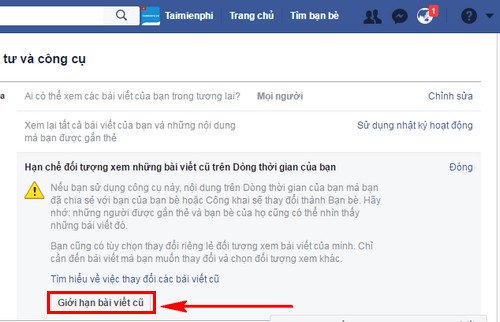 Taimienphi Trang chủ Tìm bạn bè 1
tư và công cụ
a Ai có thể xem các bài viết của bạn trong tương lai? Mọi người Chỉnh sửa
Xem lại tất cả bài viết của bạn và những nội dung Sử dụng nhật ký hoạt động
mà bạn được gắn thẻ
Hạn chế đối tượng xem những bài viết cũ trên Dòng thời gian của bạn Đóng
Nếu bạn sử dụng công cụ này, nội dung trên Dòng thời gian của bạn mà bạn
đã chia sẻ với bạn của bạn bè hoặc Công khai sẽ thay đổi thành Bạn bè. Hãy
nhớ: những người được gắn thẻ và bạn bè của họ cũng có thể nhìn thấy
những bài viết đó.
Bạn cũng có tùy chọn thay đổi riêng lẻ đối tượng xem bài viết của mình. Chỉ
cần đến bài viết mà bạn muốn thay đổi và chọn đối tượng xem khác.
Tìm hiểu về việc thay đổi các bài viết cũ
Giới hạn bài viết cũ